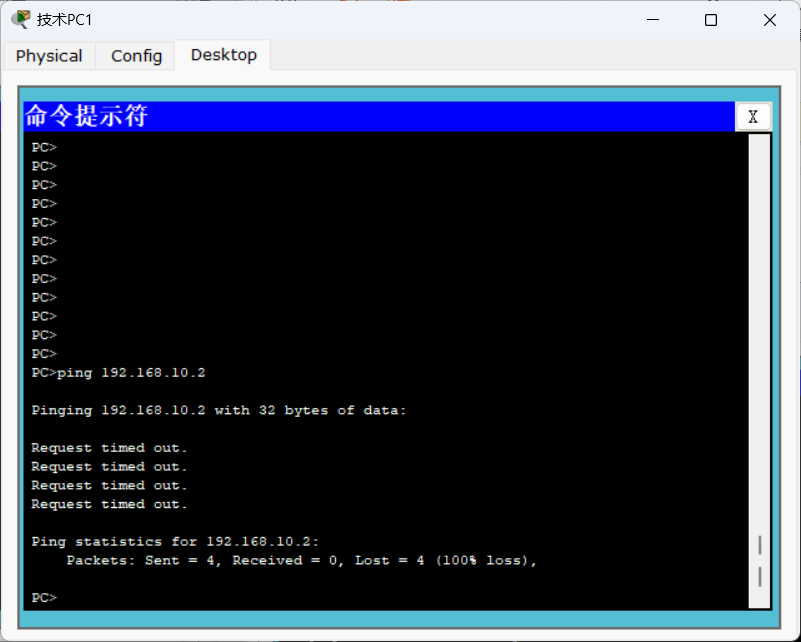 技术PC1
Physical Config Desktop
命令提示符 X
PC>
PC>
PC>
PC>
PC>
PC>
PC>
PC>
PC>
PC>
PC>
PC>
PC>ping 192.168.10.2
Pinging 192.168.10.2 with 32 bytes of data:
Request timed out.
Request timed out.
Request timed out.
Request timed out.
Ping statistics for 192.168.10.2:
Packets: Sent = 4, Received = 0, Lost = 4 (100% loss),
PC>